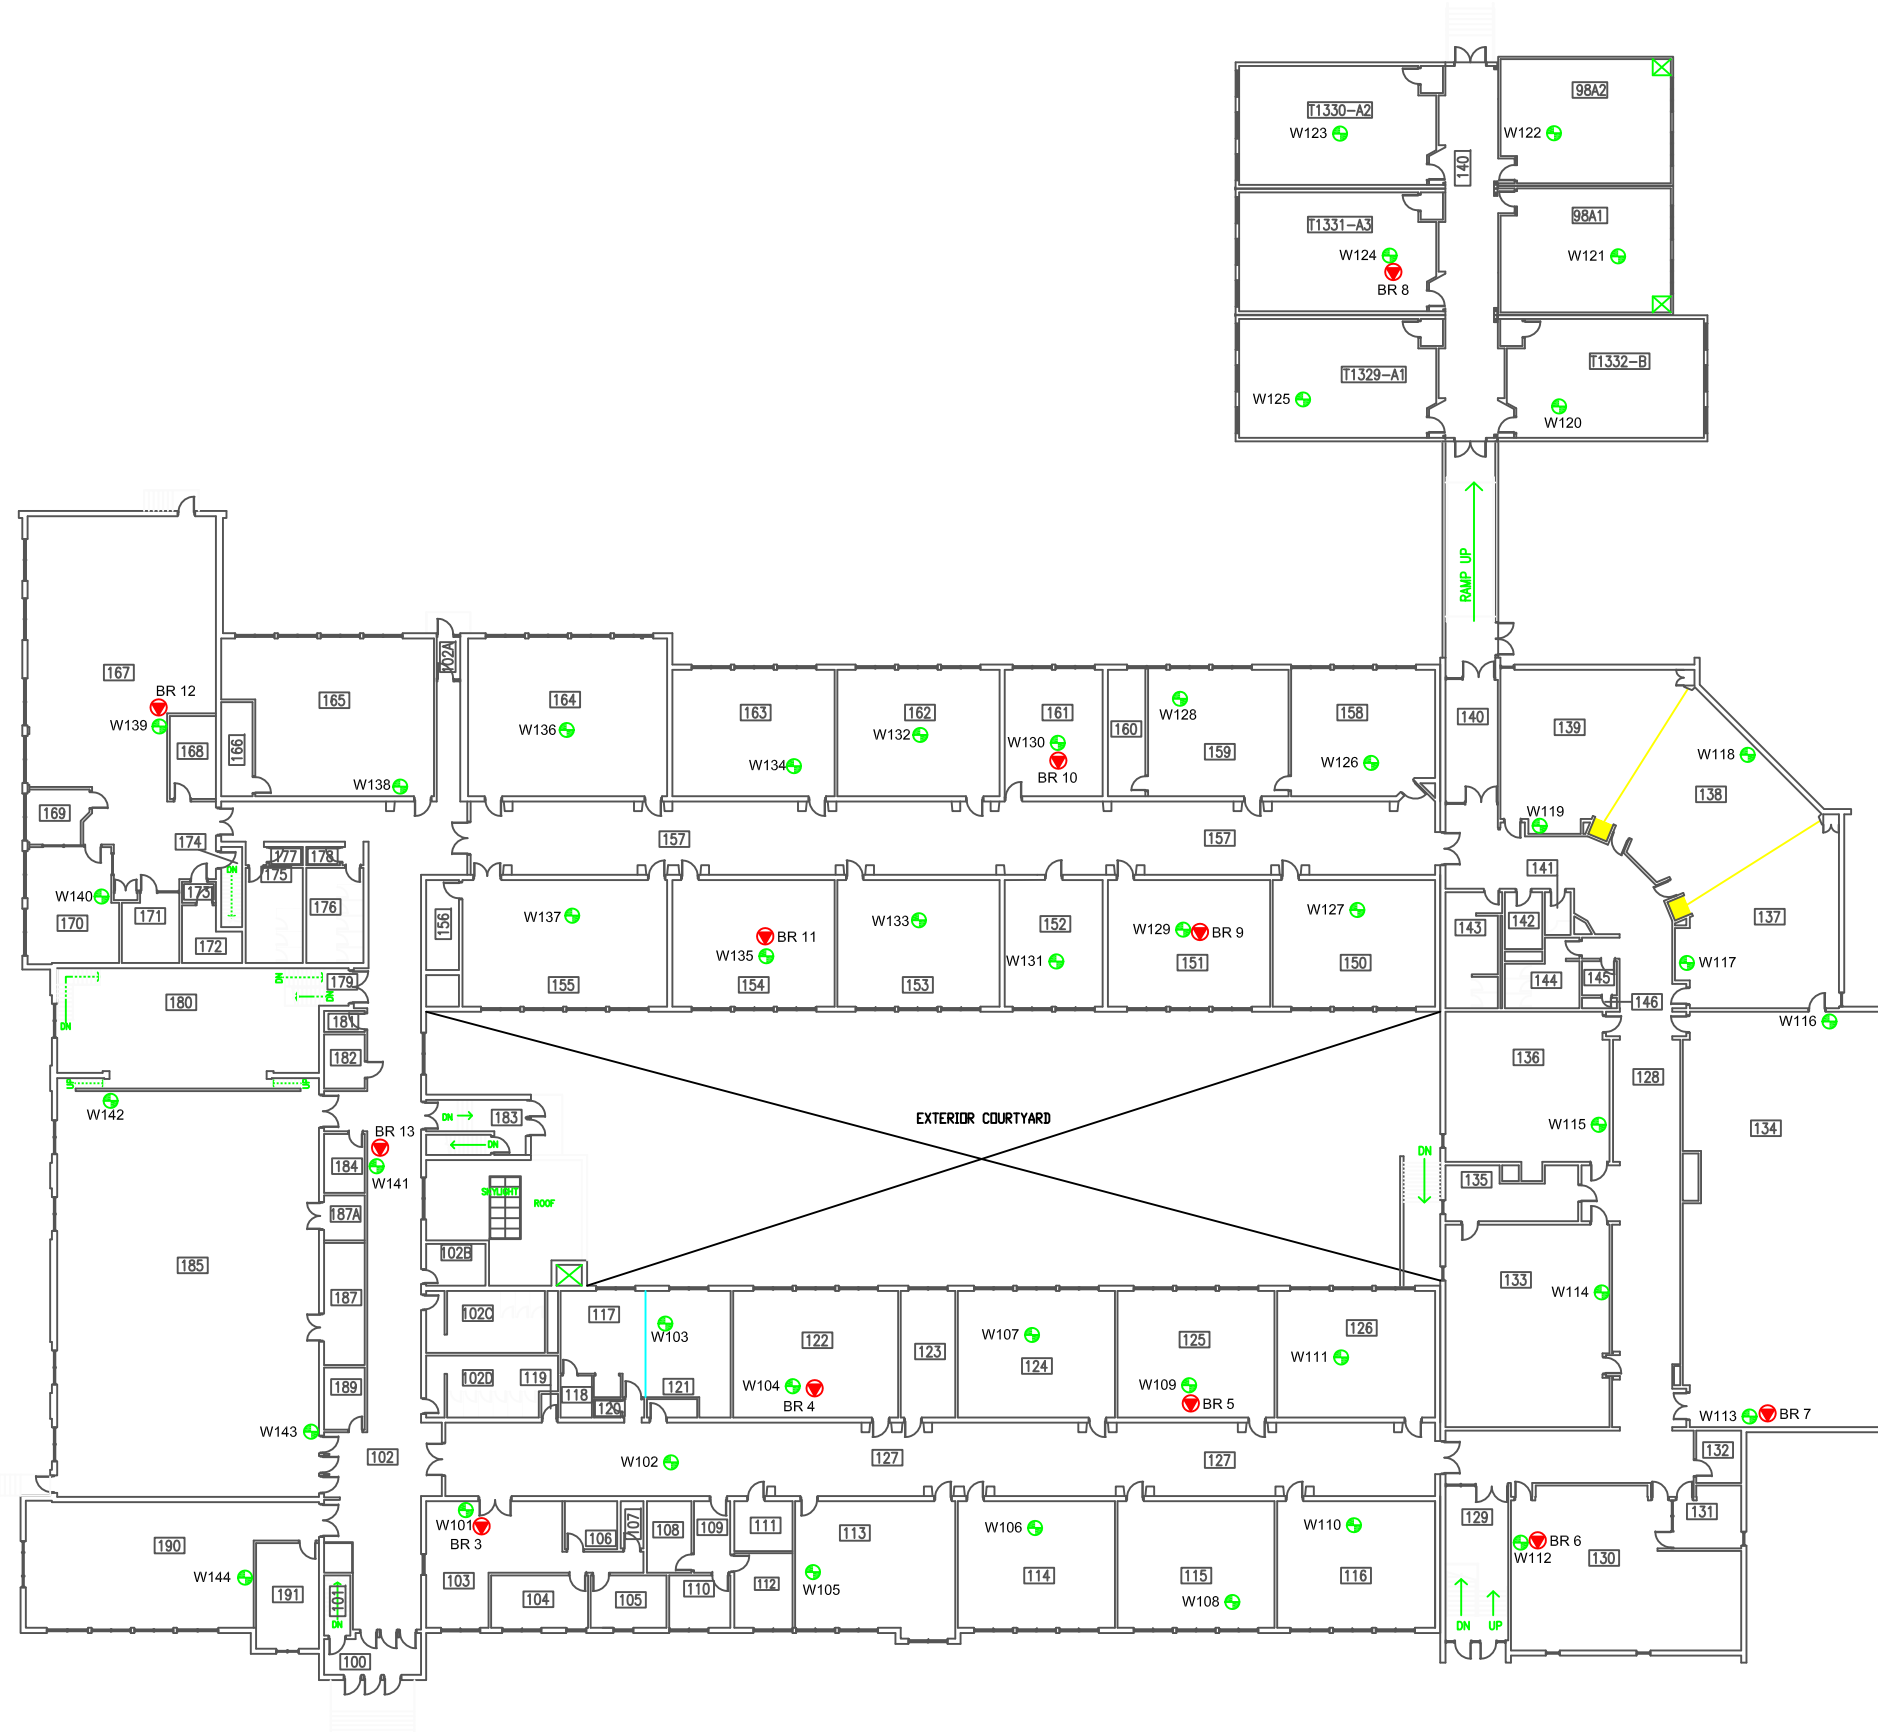 98A2
T1330-A2
W123
W122
140
98A1
T1331-A3
W124
W121
BR 8
T1332-B
T1329-A1
W125
W120
RAMP UP
102A
167
BR 12
W139
168
165
166
W138
164
W136
163
W134
162
W132
161
W130
BR 10
160
W128
159
158
W126
140
139
W118
138
W119
169
174
157
157
177
178
175
DN
141
W140
170
171
173
172
176
156
W137
155
BR 11
W135
154
W133
153
152
W131
W129
BR 9
151
W127
150
143
142
144
145
146
137
W117
W116
179
DN
DN
180
DN
181
182
UP
UP
W142
DN
183
DN
EXTERIOR COURTYARD
136
128
W115
134
BR 13
184
W141
187A
SKYLIGHT
ROOF
DN
135
185
102B
133
W114
187
102C
117
W103
122
123
W107
124
125
126
W111
102D
119
118
120
121
W104
BR 4
W109
BR 5
189
W143
102
W102
127
127
W113
BR 7
132
W101
BR 3
106
107
108
109
111
113
W106
W110
129
131
W112
BR 6
130
190
W144
191
101
DN
103
104
105
110
112
W105
114
115
W108
116
DN
UP
100